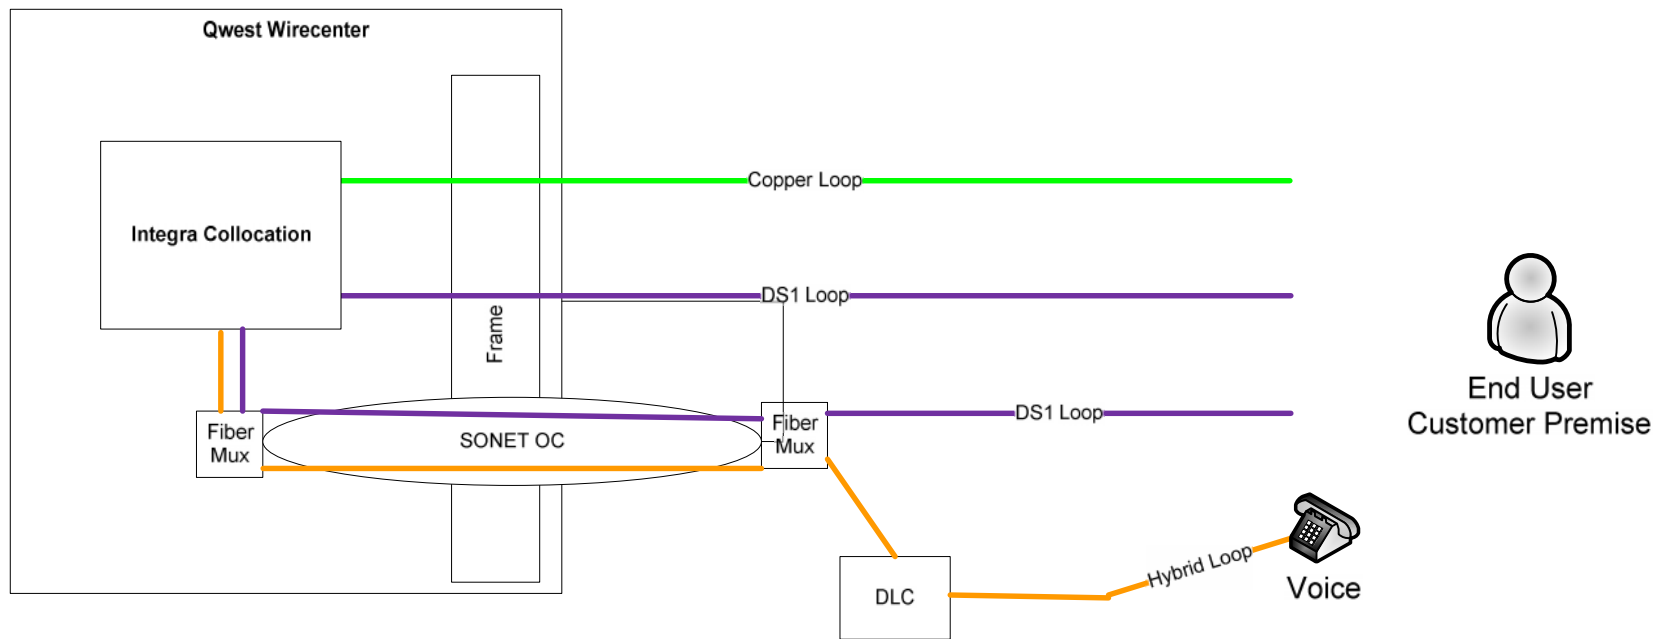 Qwest Wirecenter
Copper Loop
Integra Collocation
DS1 Loop
Frame
End User
Customer Premise
Fiber
Mux
SONET OC
Fiber
Mux
DS1 Loop
Hybrid Loop
Voice
DLC